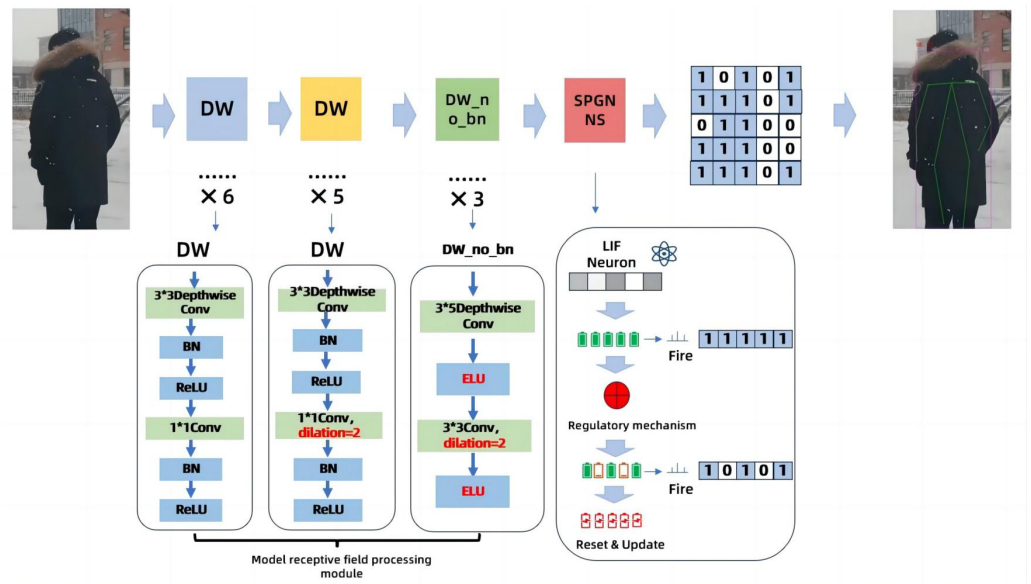 DW
DW
DW_n
o_bn
SPGN
NS
1 0 1 0 1
1 1 1 0 1
0 1 1 0 0
1 1 1 0 0
1 1 1 0 1
......
× 6
......
× 5
......
× 3
DW
3*3Depthwise
Conv
BN
ReLU
1*1Conv
BN
ReLU
DW
3*3Depthwise
Conv
BN
ReLU
1*1Conv,
dilation=2
BN
ReLU
DW_no_bn
3*5Depthwise
Conv
ELU
3*3Conv,
dilation=2
ELU
Model receptive field processing
module
LIF
Neuron
Fire
1 1 1 1 1
Regulatory mechanism
Fire
1 0 1 0 1
Reset & Update